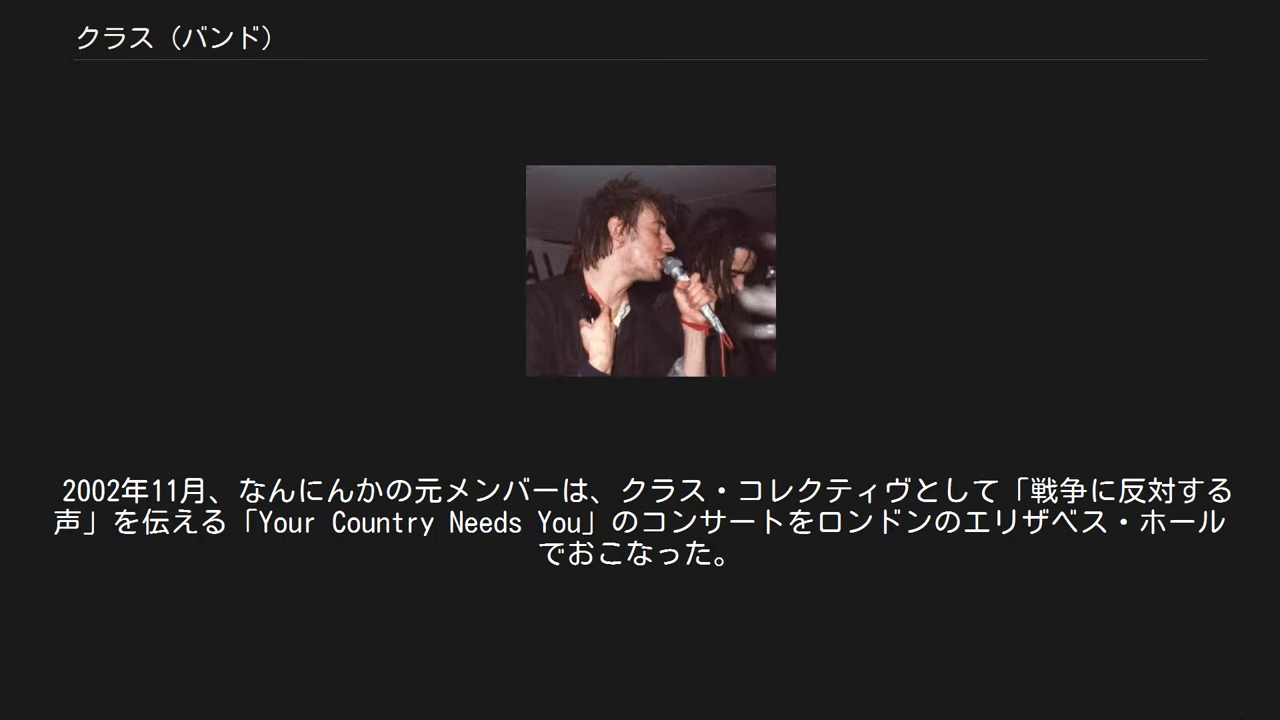 クラス（バンド）
2002年11月、なんにんかの元メンバーは、クラス・コレクティヴとして「戦争に反対する
声」を伝える「Your Country Needs You」のコンサートをロンドンのエリザベス・ホール
でおこなった。